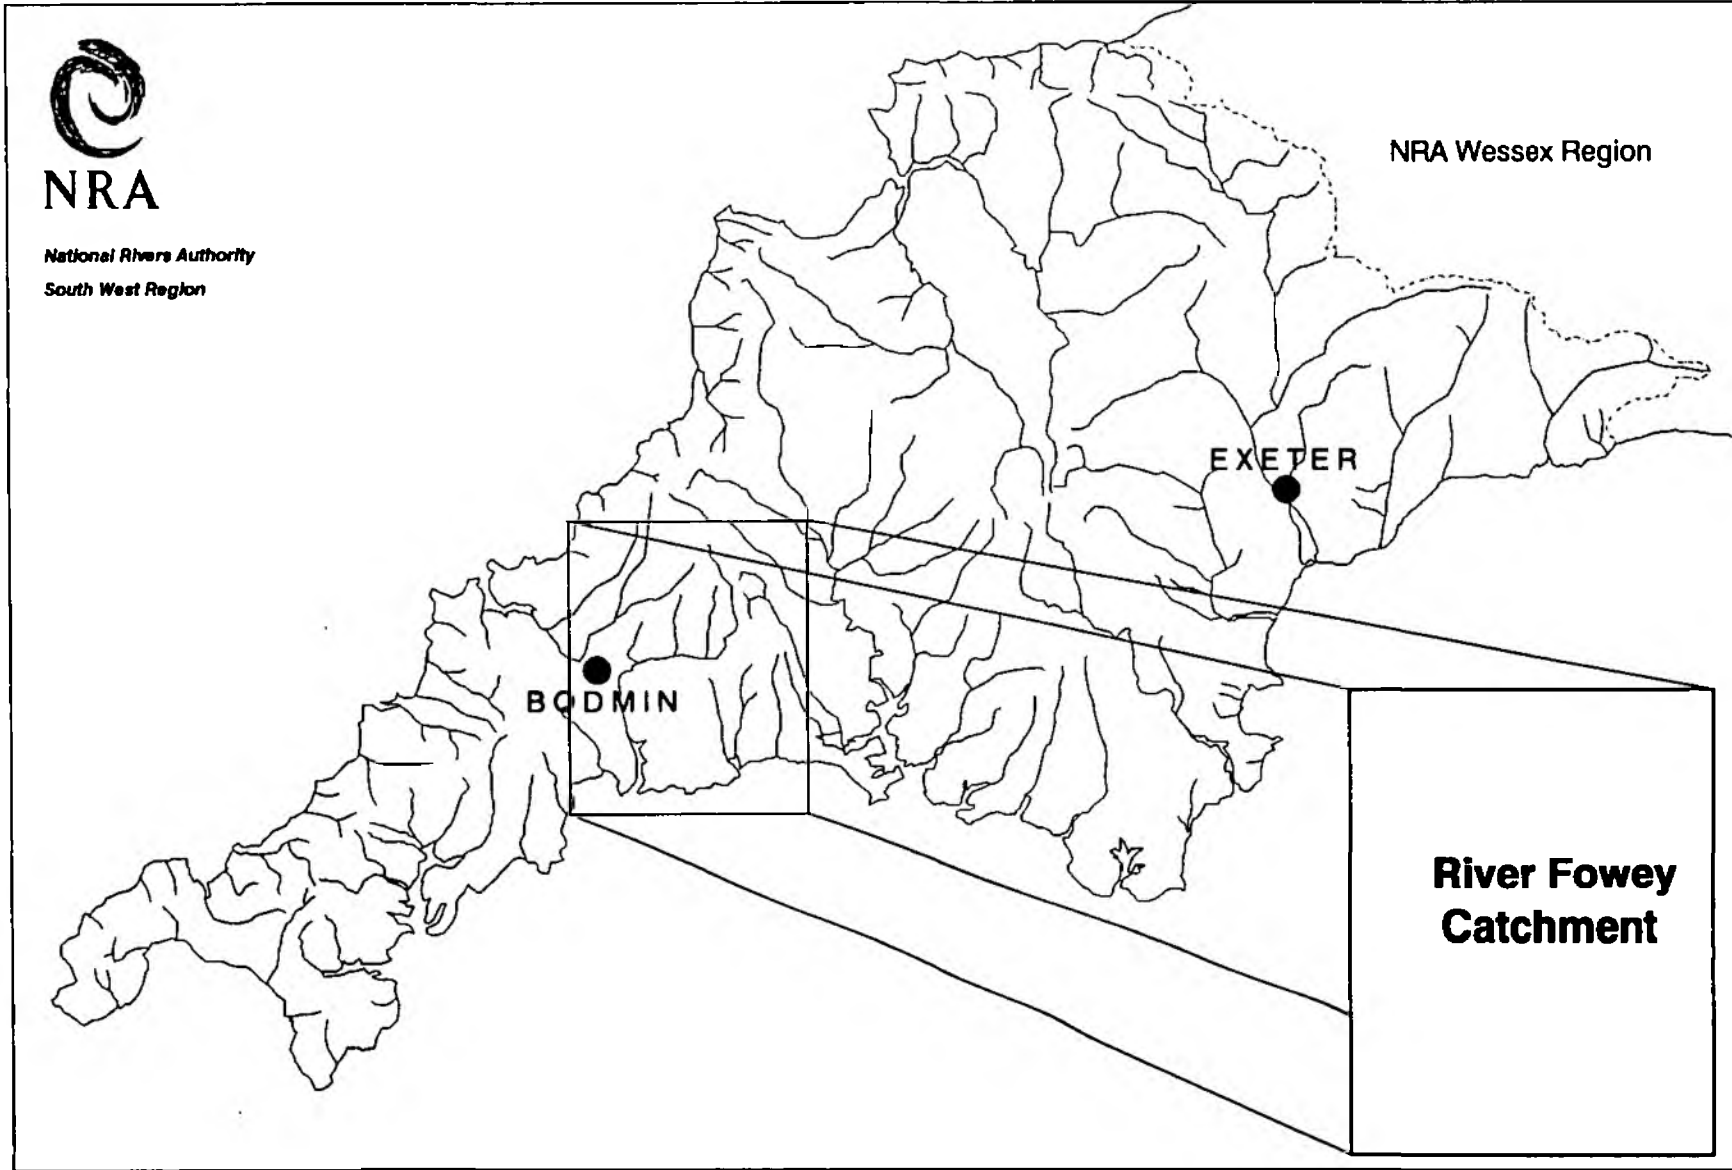 NRA
National Rivers Authority
South West Region
NRA Wessex Region
EXETER
BODMIN
River Fowey
Catchment